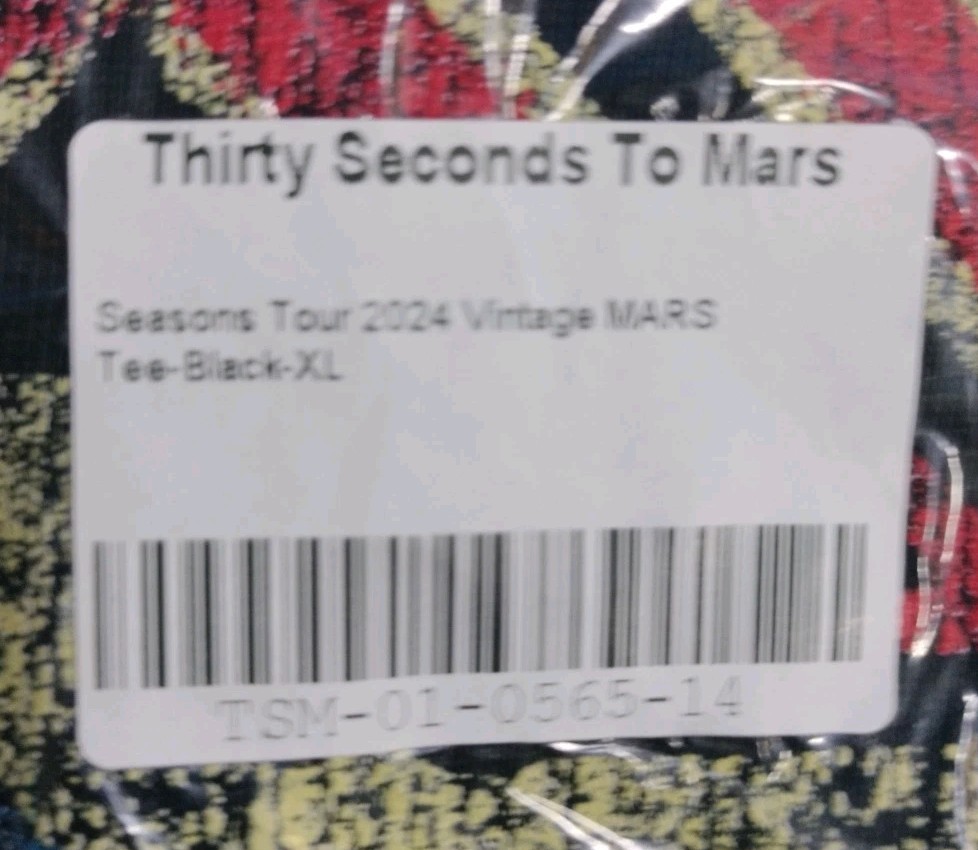 Thirty Seconds To Mars
Seasons Tour 2024 Vintage MARS
Tee-Black-XL
TSM-01-0565-14